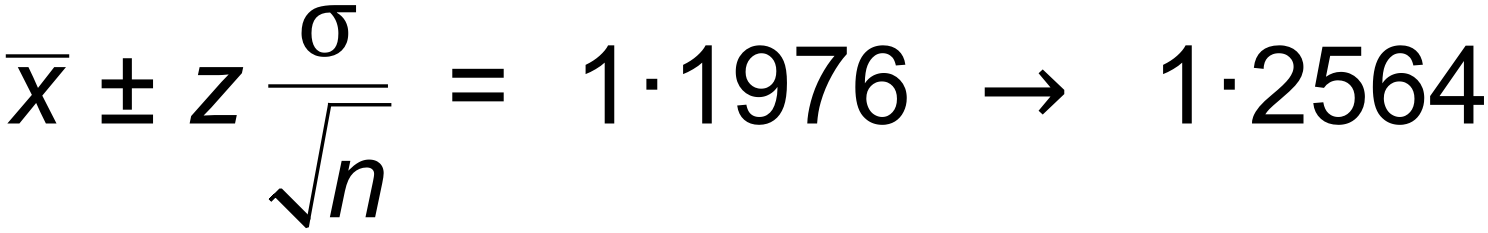 x̅ ± z σ/√n = 1·1976 → 1·2564